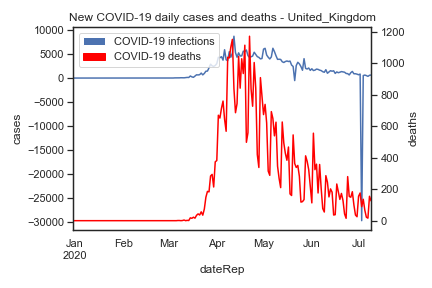 New COVID-19 daily cases and deaths - United_Kingdom
COVID-19 infections
COVID-19 deaths
10000
5000
0
−5000
−10000
−15000
−20000
−25000
−30000
cases
1200
1000
800
600
400
200
0
deaths
Jan Feb Mar Apr May Jun Jul
2020
dateRep